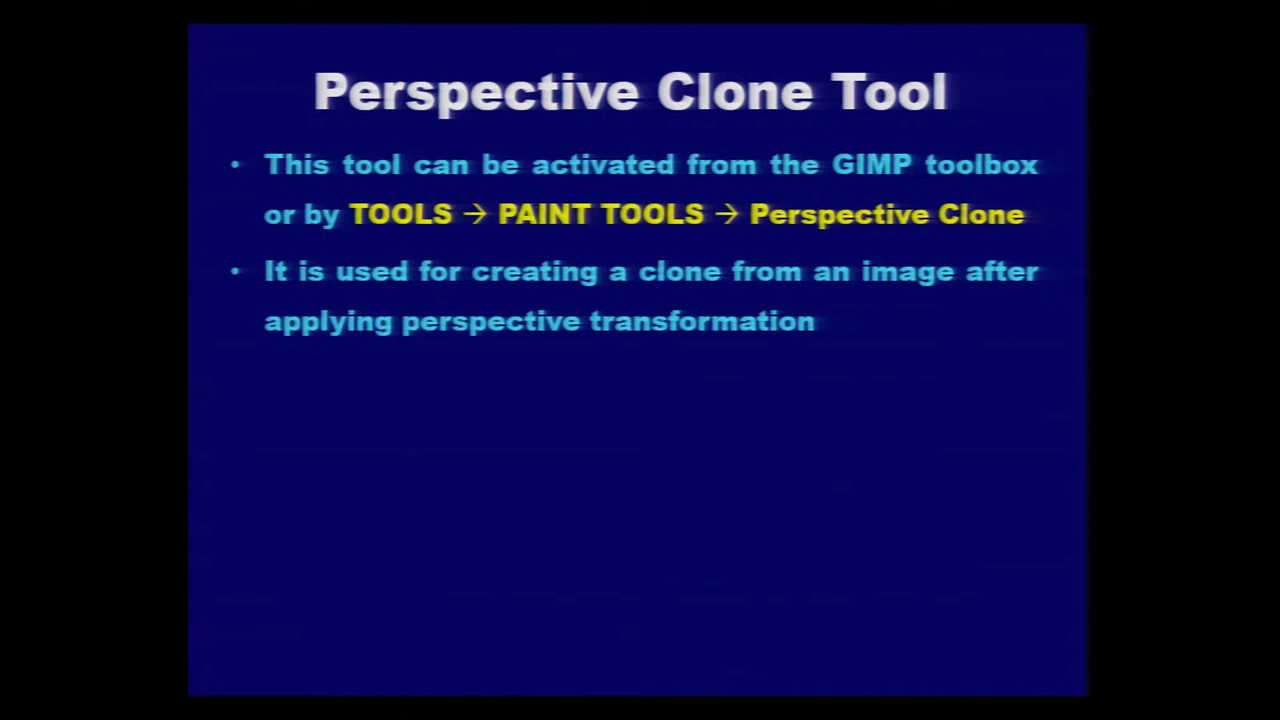 Perspective Clone Tool
• This tool can be activated from the GIMP toolbox
or by TOOLS → PAINT TOOLS → Perspective Clone
• It is used for creating a clone from an image after
applying perspective transformation